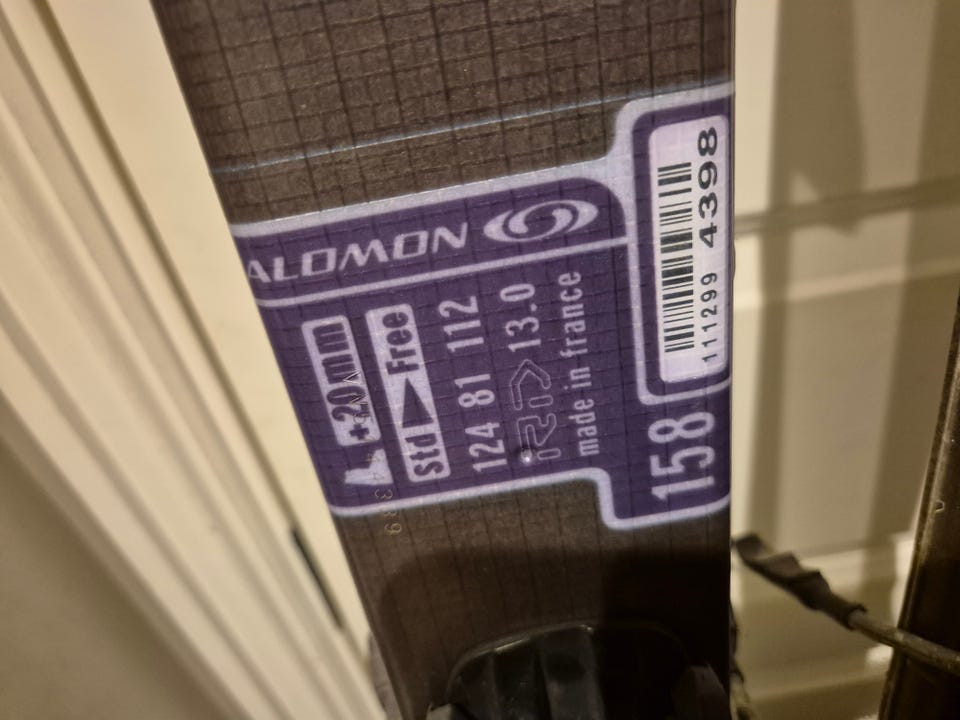 ALOMON
+20mm
Std Free
124 81 112
13.0
made in france
158
111299 4398